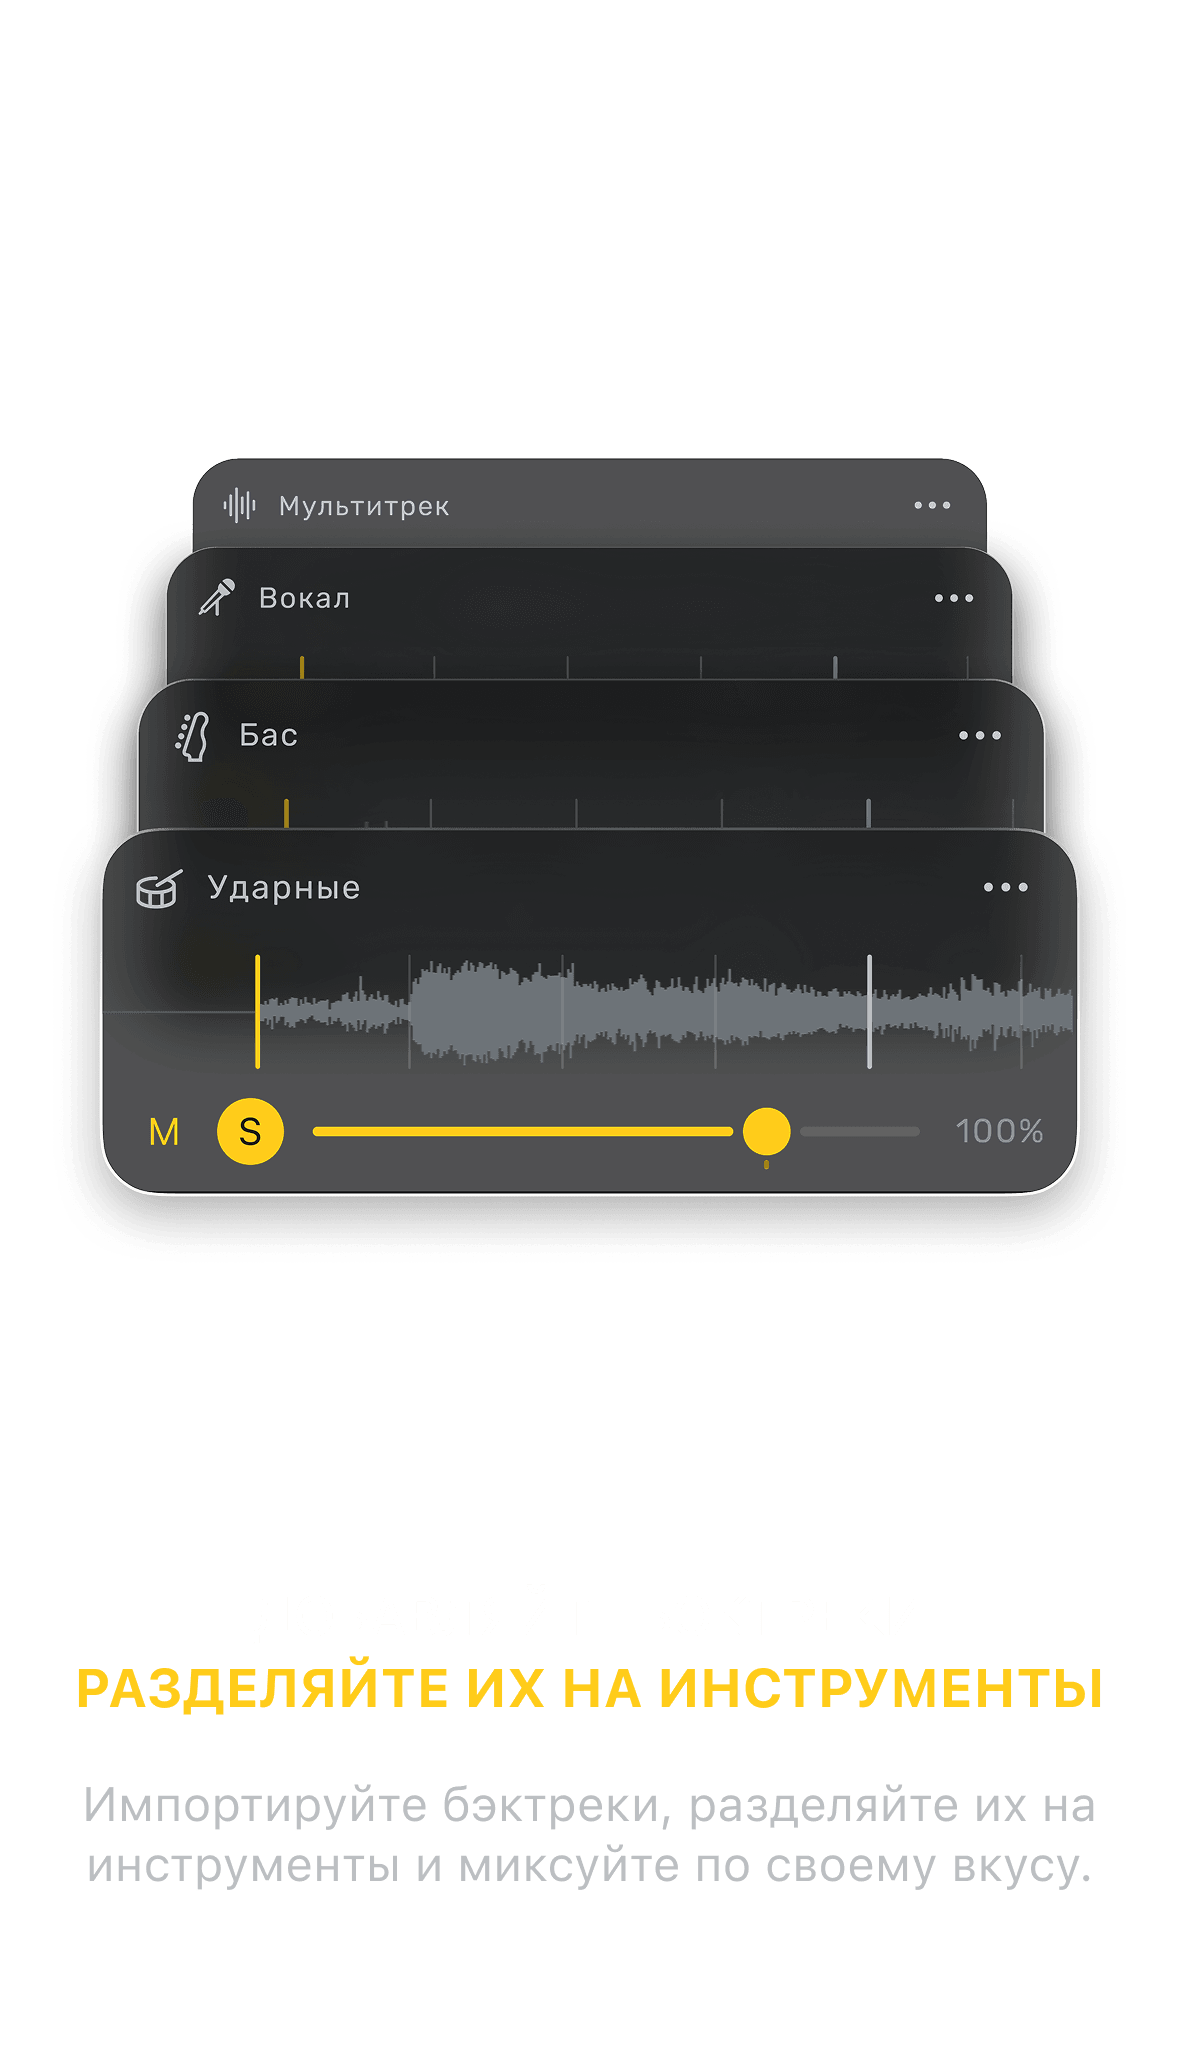 Мультитрек
Вокал
Бас
Ударные
M S 100%
РАЗДЕЛЯЙТЕ ИХ НА ИНСТРУМЕНТЫ
Импортируйте бэктреки, разделяйте их на
инструменты и миксуйте по своему вкусу.